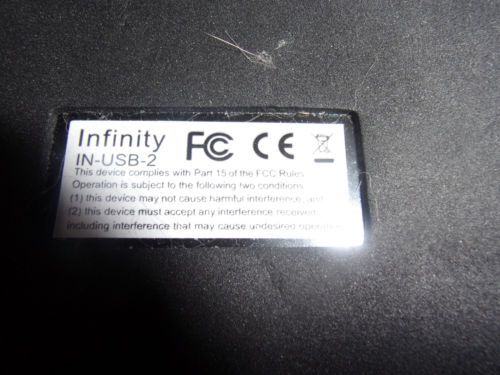 Infinity FC CE
IN-USB-2
This device complies with Part 15 of the FCC Rules
Operation is subject to the following two conditions
(1) this device may not cause harmful interference, and
(2) this device must accept any interference received
including interference that may cause undesired operation